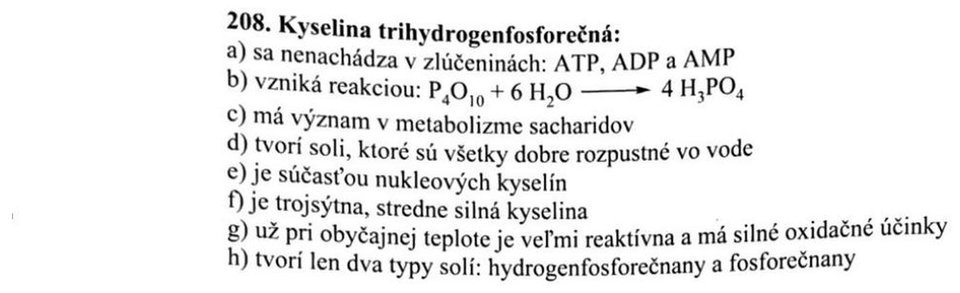 208. Kyselina trihydrogenfosforečná:
a) sa nenachádza v zlúčeninách: ATP, ADP a AMP
b) vzniká reakciou: P₄O₁₀ + 6 H₂O ⟶ 4 H₃PO₄
c) má význam v metabolizme sacharidov
d) tvorí soli, ktoré sú všetky dobre rozpustné vo vode
e) je súčasťou nukleových kyselín
f) je trojsýtna, stredne silná kyselina
g) už pri obyčajnej teplote je veľmi reaktívna a má silné oxidačné účinky
h) tvorí len dva typy solí: hydrogenfosforečnany a fosforečnany